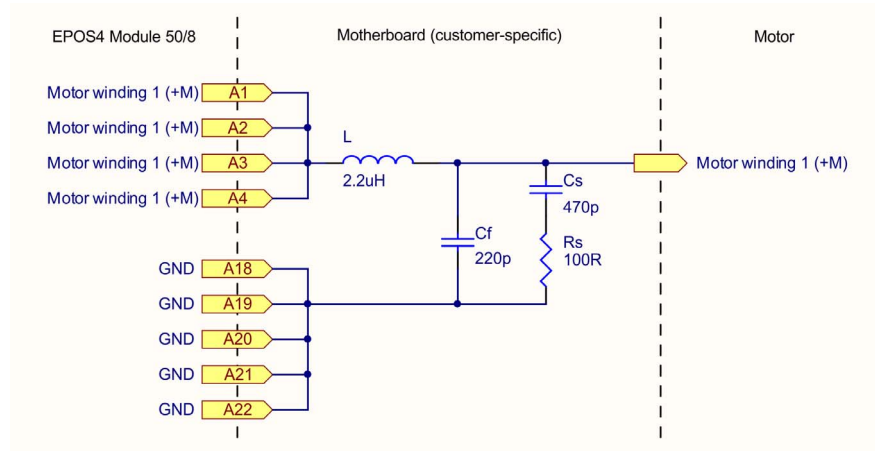 EPOS4 Module 50/8
Motherboard (customer-specific)
Motor
Motor winding 1 (+M) A1
Motor winding 1 (+M) A2
L
Motor winding 1 (+M) A3
Motor winding 1 (+M)
2.2uH
Cs
Motor winding 1 (+M) A4
470p
Cf
220p
Rs
100R
GND A18
GND A19
GND A20
GND A21
GND A22